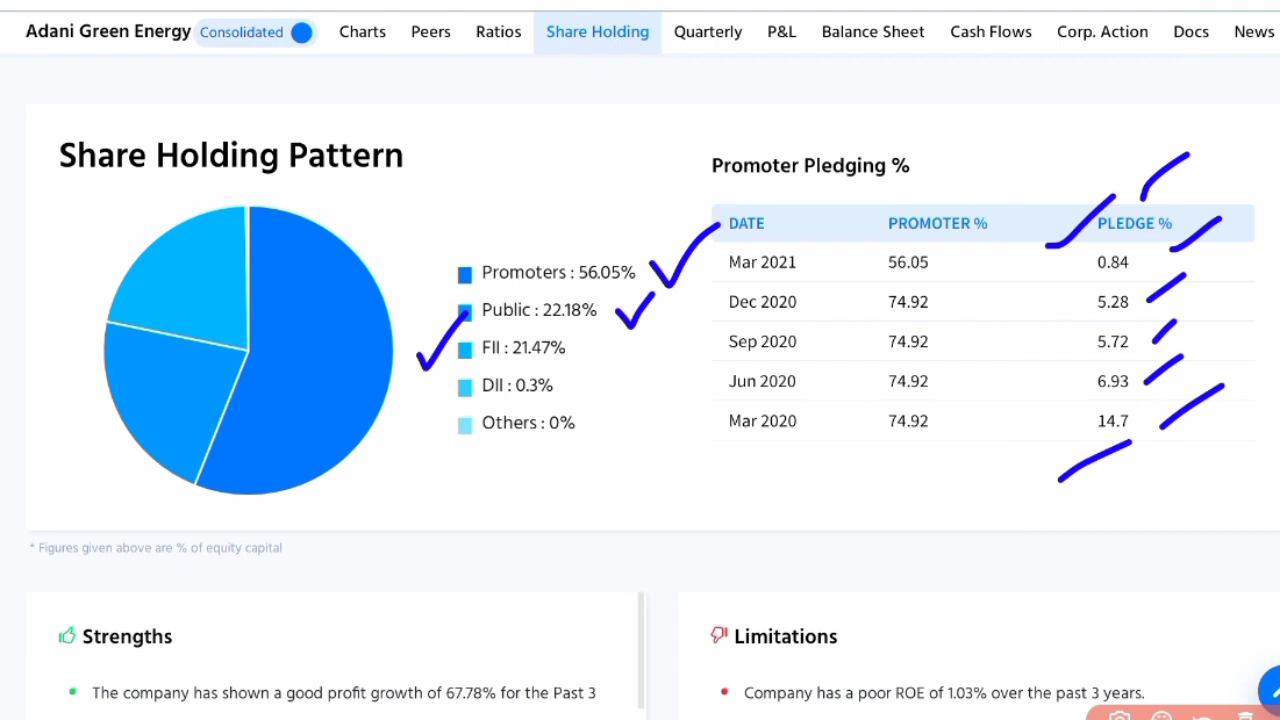 Adani Green Energy Consolidated Charts Peers Ratios Share Holding Quarterly P&L Balance Sheet Cash Flows Corp. Action Docs News
Share Holding Pattern
Promoters : 56.05%
Public : 22.18%
FII : 21.47%
DII : 0.3%
Others : 0%
Promoter Pledging %
DATE PROMOTER % PLEDGE %
Mar 2021 56.05 0.84
Dec 2020 74.92 5.28
Sep 2020 74.92 5.72
Jun 2020 74.92 6.93
Mar 2020 74.92 14.7
* Figures given above are % of equity capital
Strengths
The company has shown a good profit growth of 67.78% for the Past 3
Limitations
Company has a poor ROE of 1.03% over the past 3 years.